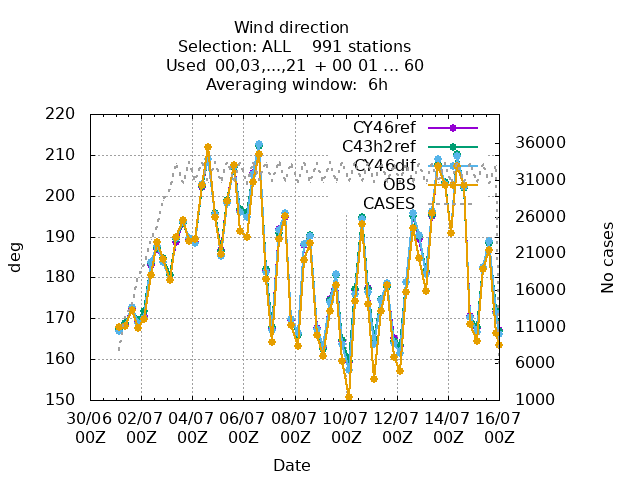 Wind direction
Selection: ALL    991 stations
Used  00,03,...,21  + 00 01 ... 60
Averaging window:  6h
220
210
200
190
180
170
160
150
deg
36000
31000
26000
21000
16000
11000
6000
1000
No cases
CY46ref
C43h2ref
CY46dif
OBS
CASES
30/06 02/07 04/07 06/07 08/07 10/07 12/07 14/07 16/07
00Z 00Z 00Z 00Z 00Z 00Z 00Z 00Z 00Z
Date